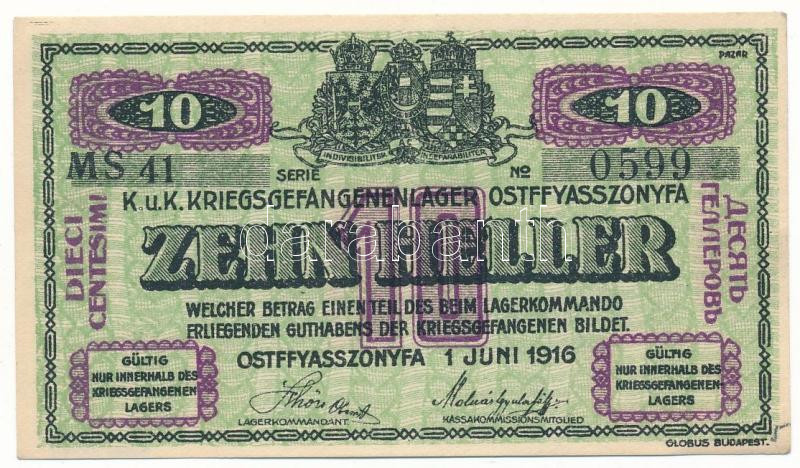 PAZAR
10
10
INDIVISIBILITER AC INSEPARABILITER
MS 41 SERIE № 0599
K.u.K. KRIEGSGEFANGENENLAGER OSTFFYASSZONYFA
10
ZEHN HELLER
DIECI
CENTESIMI
ДЕСЯТЬ
ГЕЛЛЕРОВЪ
WELCHER BETRAG EINEN TEIL DES BEIM LAGERKOMMANDO
ERLIEGENDEN GUTHABENS DER KRIEGSGEFANGENEN BILDET.
OSTFFYASSZONYFA 1 JUNI 1916
GÜLTIG
NUR INNERHALB DES
KRIEGSGEFANGENEN
LAGERS
GÜLTIG
NUR INNERHALB DES
KRIEGSGEFANGENEN-
LAGERS
LAGERKOMMANDANT.
KASSAKOMMISSIONSMITGLIED
GLOBUS BUDAPEST.
darabanth